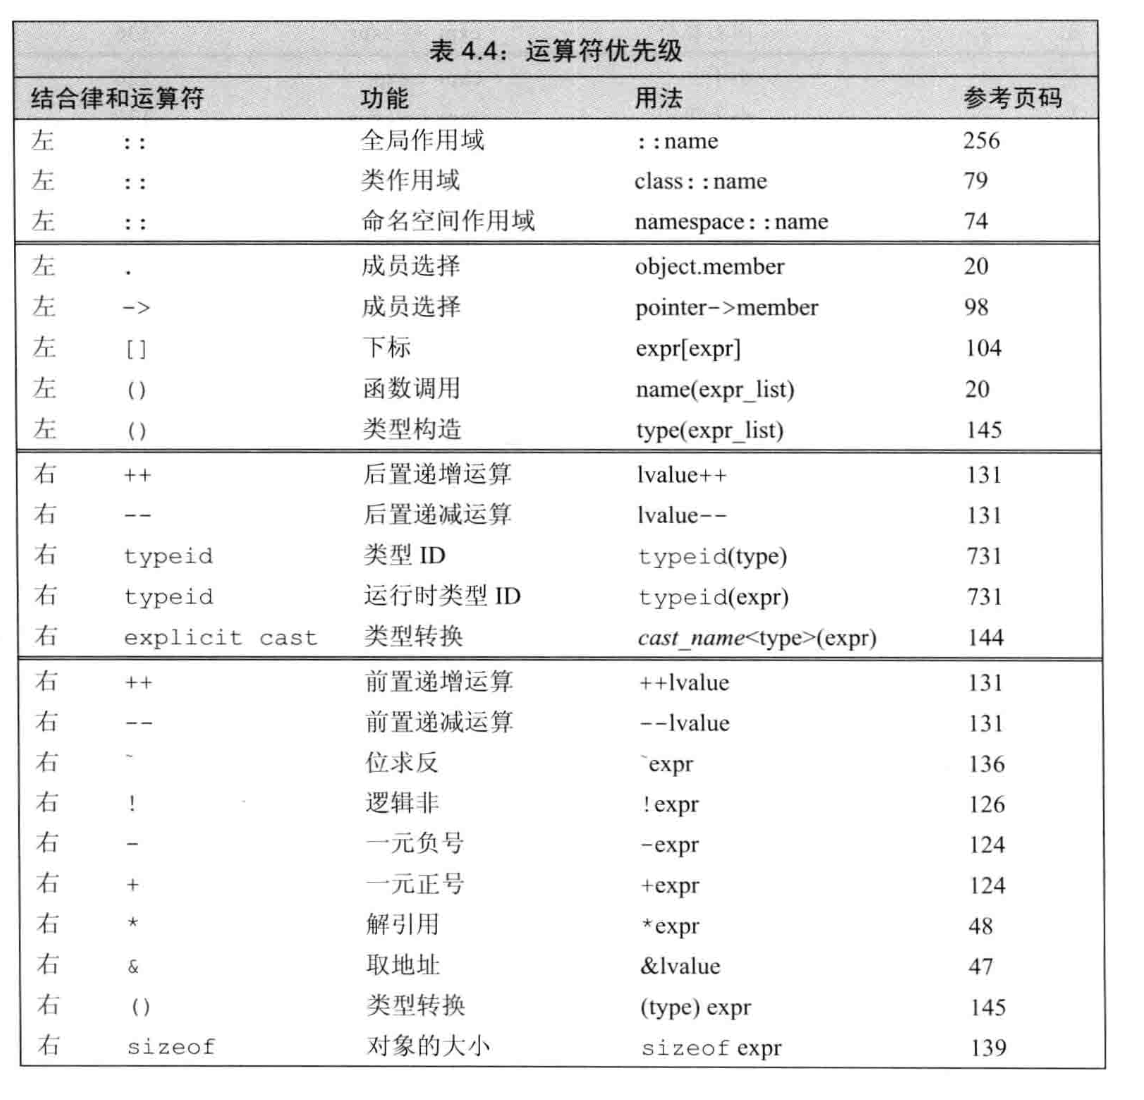 表 4.4：运算符优先级
结合律和运算符 功能 用法 参考页码
左 :: 全局作用域 ::name 256
左 :: 类作用域 class::name 79
左 :: 命名空间作用域 namespace::name 74
左 . 成员选择 object.member 20
左 -> 成员选择 pointer->member 98
左 [] 下标 expr[expr] 104
左 () 函数调用 name(expr_list) 20
左 () 类型构造 type(expr_list) 145
右 ++ 后置递增运算 lvalue++ 131
右 -- 后置递减运算 lvalue-- 131
右 typeid 类型 ID typeid(type) 731
右 typeid 运行时类型 ID typeid(expr) 731
右 explicit cast 类型转换 cast_name<type>(expr) 144
右 ++ 前置递增运算 ++lvalue 131
右 -- 前置递减运算 --lvalue 131
右 ~ 位求反 ~expr 136
右 ! 逻辑非 !expr 126
右 - 一元负号 -expr 124
右 + 一元正号 +expr 124
右 * 解引用 *expr 48
右 & 取地址 &lvalue 47
右 () 类型转换 (type) expr 145
右 sizeof 对象的大小 sizeof expr 139